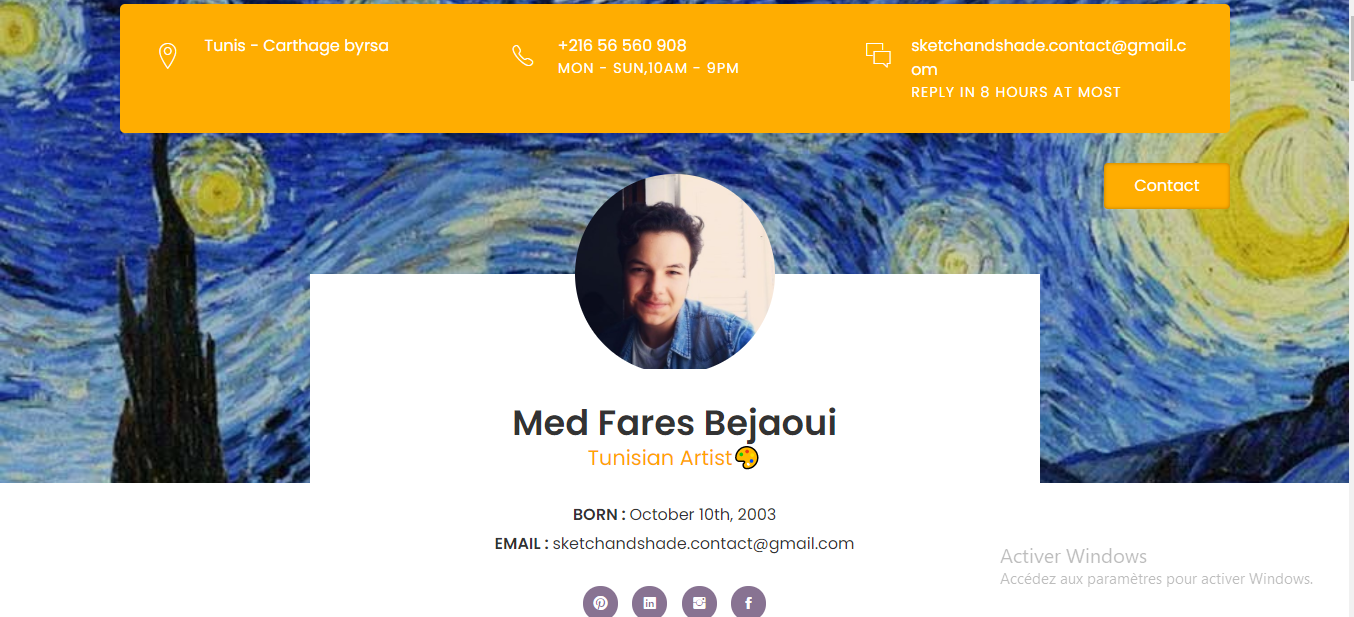 Tunis - Carthage byrsa
+216 56 560 908
MON - SUN,10AM - 9PM
sketchandshade.contact@gmail.c
om
REPLY IN 8 HOURS AT MOST
Contact
Med Fares Bejaoui
Tunisian Artist🎨
BORN : October 10th, 2003
EMAIL : sketchandshade.contact@gmail.com
Activer Windows
Accédez aux paramètres pour activer Windows.